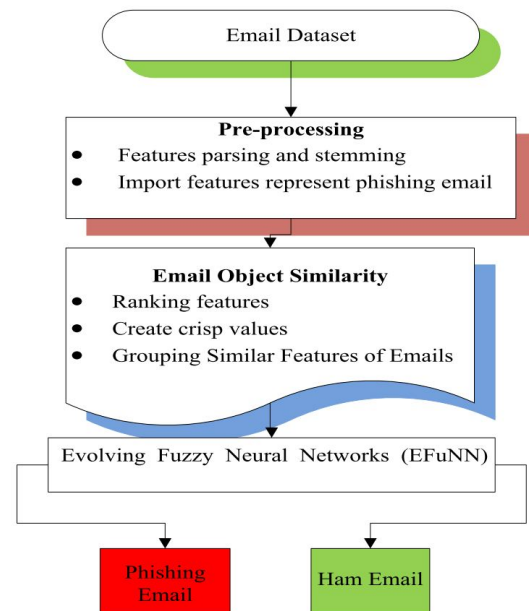 Email Dataset
Pre-processing
● Features parsing and stemming
● Import features represent phishing email
Email Object Similarity
● Ranking features
● Create crisp values
● Grouping Similar Features of Emails
Evolving Fuzzy Neural Networks (EFuNN)
Phishing
Email
Ham Email